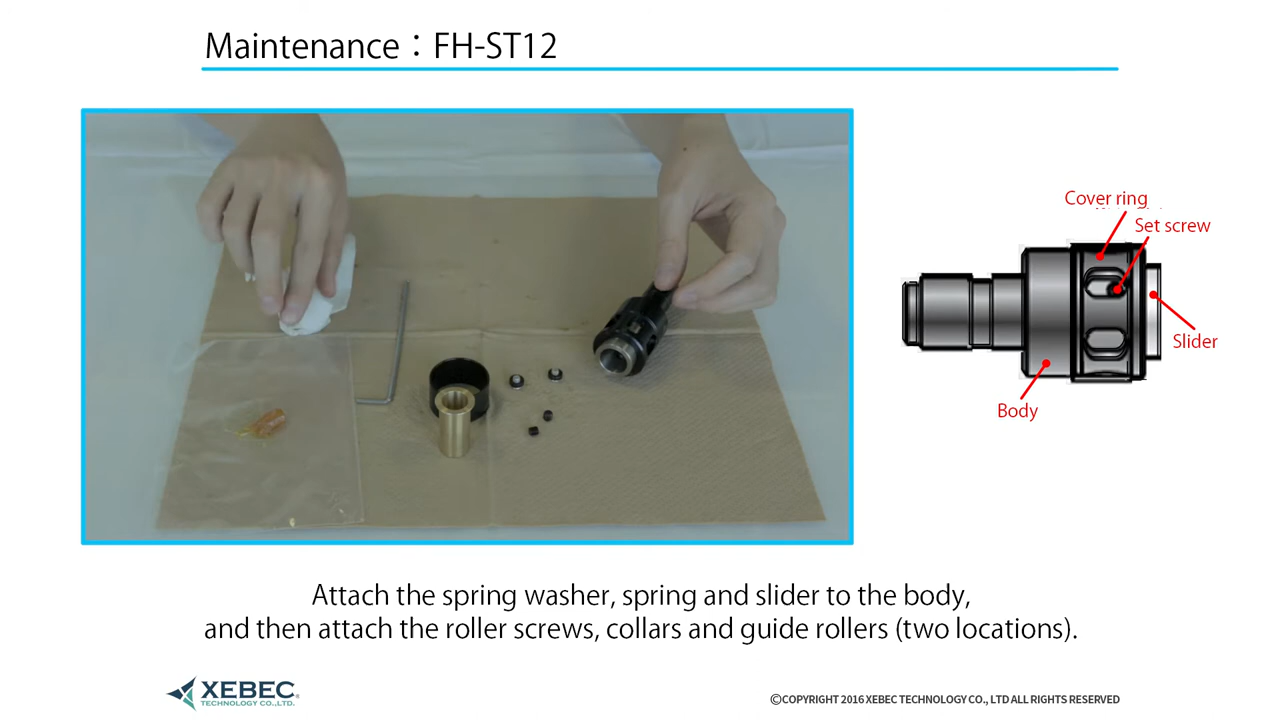 Maintenance：FH-ST12
Cover ring
Set screw
Slider
Body
Attach the spring washer, spring and slider to the body,
and then attach the roller screws, collars and guide rollers (two locations).
XEBEC
TECHNOLOGY CO.,LTD.
©COPYRIGHT 2016 XEBEC TECHNOLOGY CO., LTD ALL RIGHTS RESERVED